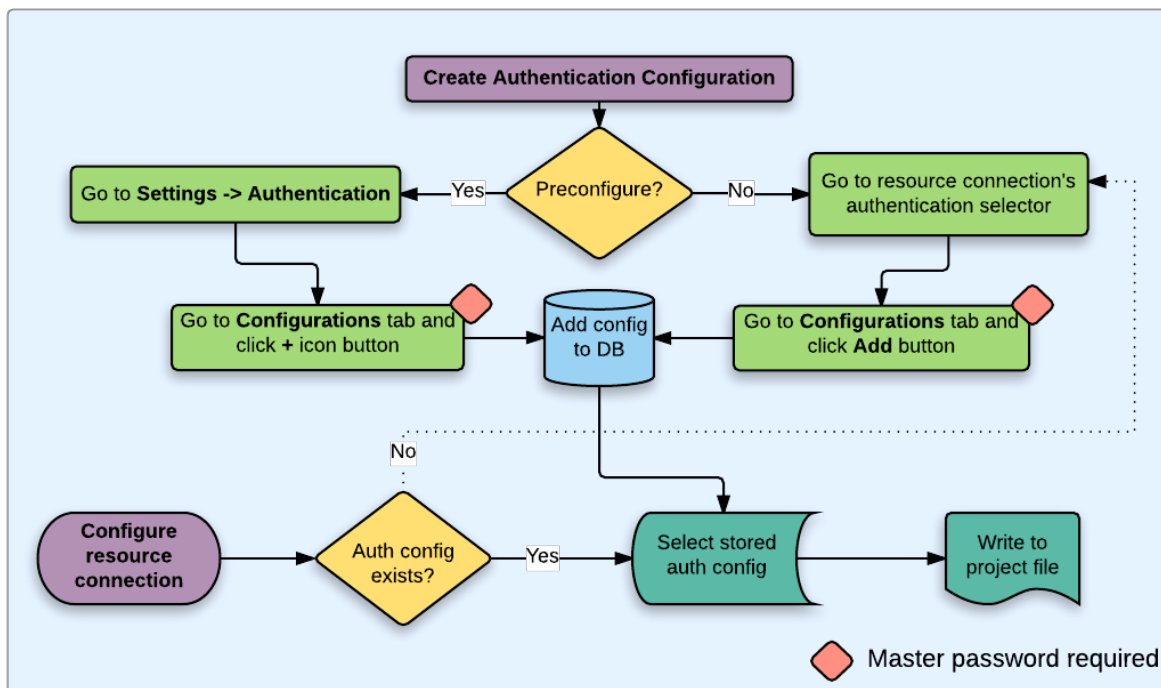 Create Authentication Configuration
Go to Settings -> Authentication
Yes
Preconfigure?
No
Go to resource connection's
authentication selector
Go to Configurations tab and
click + icon button
Add config
to DB
Go to Configurations tab and
click Add button
No
Configure
resource
connection
Auth config
exists?
Yes
Select stored
auth config
Write to
project file
Master password required